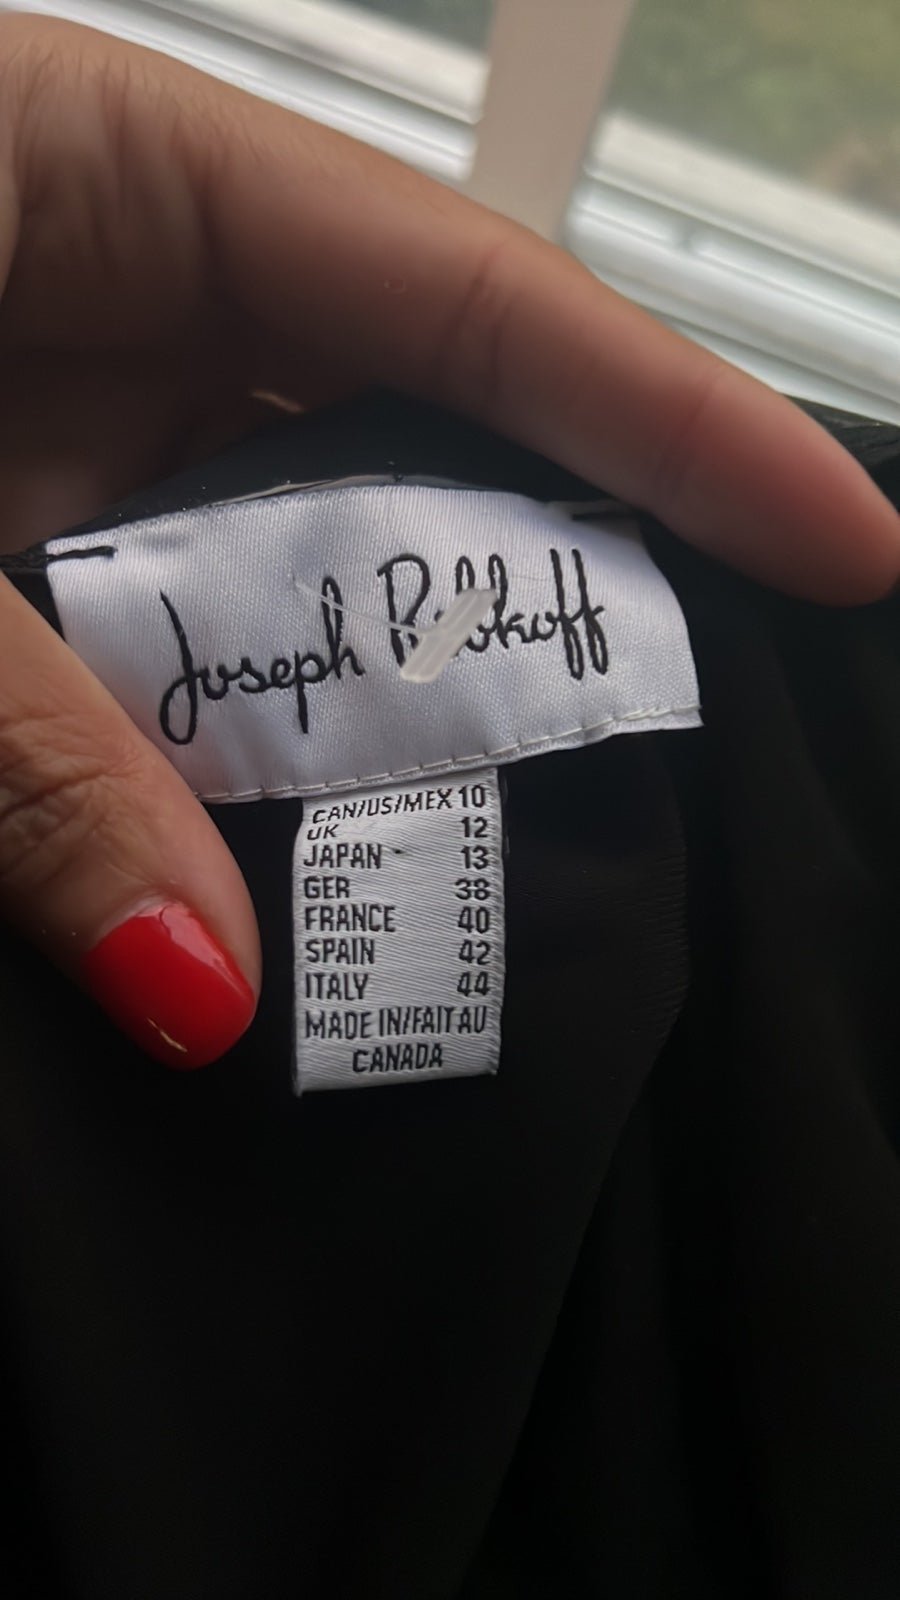 Joseph Ribkoff
CAN/US/MEX 10
UK 12
JAPAN 13
GER 38
FRANCE 40
SPAIN 42
ITALY 44
MADE IN/FAIT AU
CANADA